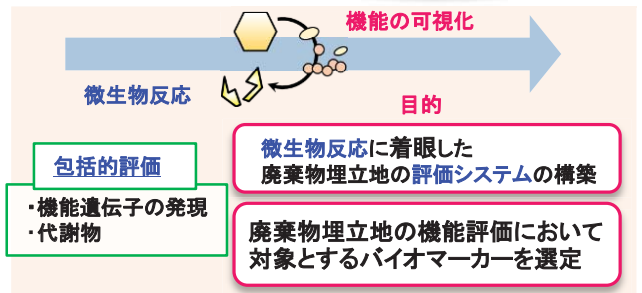 機能の可視化
微生物反応
目的
微生物反応に着眼した
廃棄物埋立地の評価システムの構築
包括的評価
・機能遺伝子の発現
・代謝物
廃棄物埋立地の機能評価において
対象とするバイオマーカーを選定